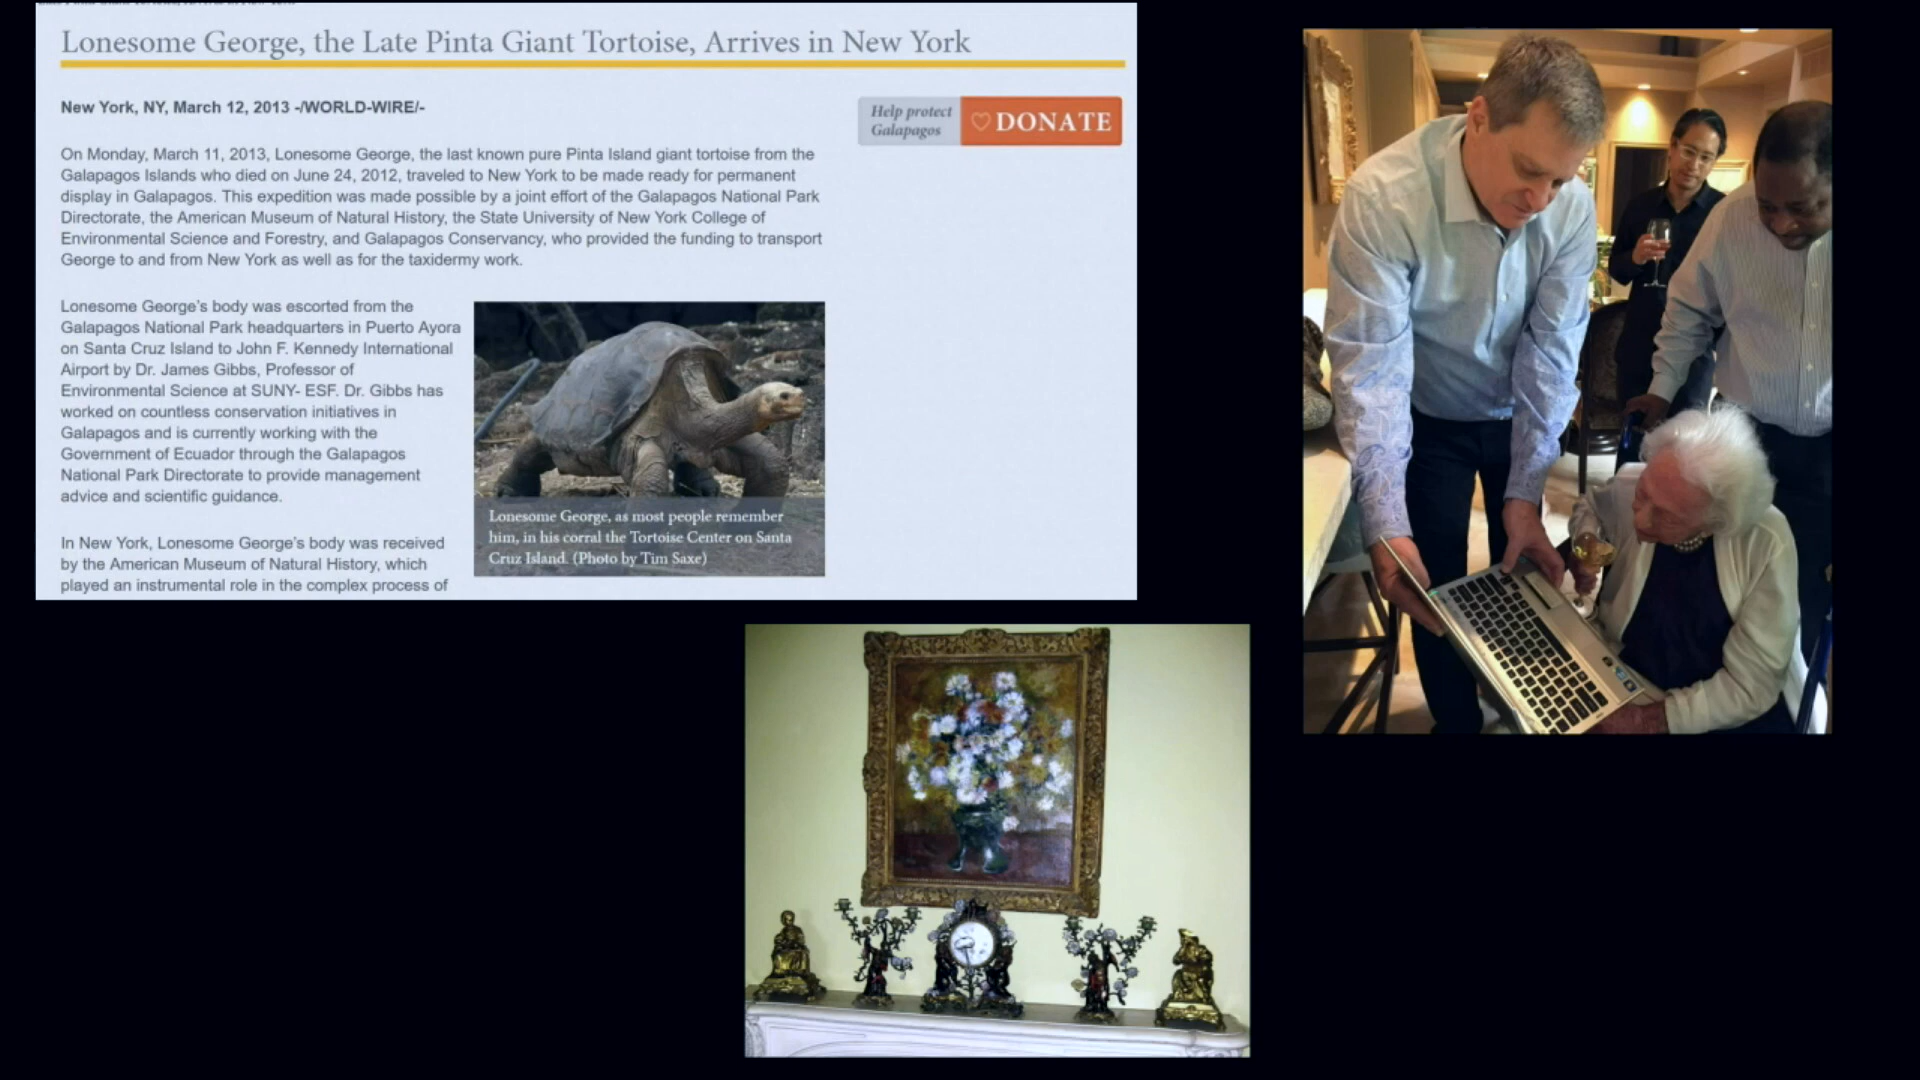 Lonesome George, the Late Pinta Giant Tortoise, Arrives in New York
New York, NY, March 12, 2013 -/WORLD-WIRE/-
Help protect
Galapagos
DONATE
On Monday, March 11, 2013, Lonesome George, the last known pure Pinta Island giant tortoise from the
Galapagos Islands who died on June 24, 2012, traveled to New York to be made ready for permanent
display in Galapagos. This expedition was made possible by a joint effort of the Galapagos National Park
Directorate, the American Museum of Natural History, the State University of New York College of
Environmental Science and Forestry, and Galapagos Conservancy, who provided the funding to transport
George to and from New York as well as for the taxidermy work.
Lonesome George's body was escorted from the
Galapagos National Park headquarters in Puerto Ayora
on Santa Cruz Island to John F. Kennedy International
Airport by Dr. James Gibbs, Professor of
Environmental Science at SUNY- ESF. Dr. Gibbs has
worked on countless conservation initiatives in
Galapagos and is currently working with the
Government of Ecuador through the Galapagos
National Park Directorate to provide management
advice and scientific guidance.
In New York, Lonesome George's body was received
by the American Museum of Natural History, which
played an instrumental role in the complex process of
Lonesome George, as most people remember
him, in his corral the Tortoise Center on Santa
Cruz Island. (Photo by Tim Saxe)